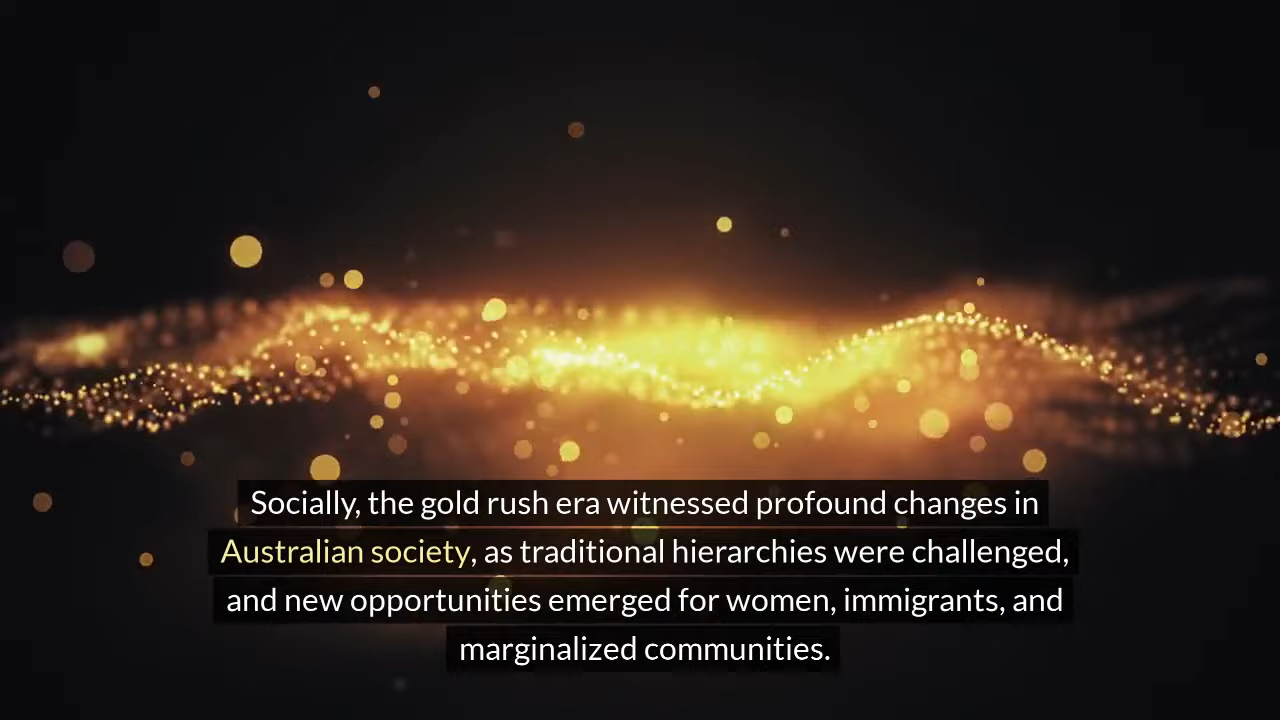 Socially, the gold rush era witnessed profound changes in
Australian society, as traditional hierarchies were challenged,
and new opportunities emerged for women, immigrants, and
marginalized communities.